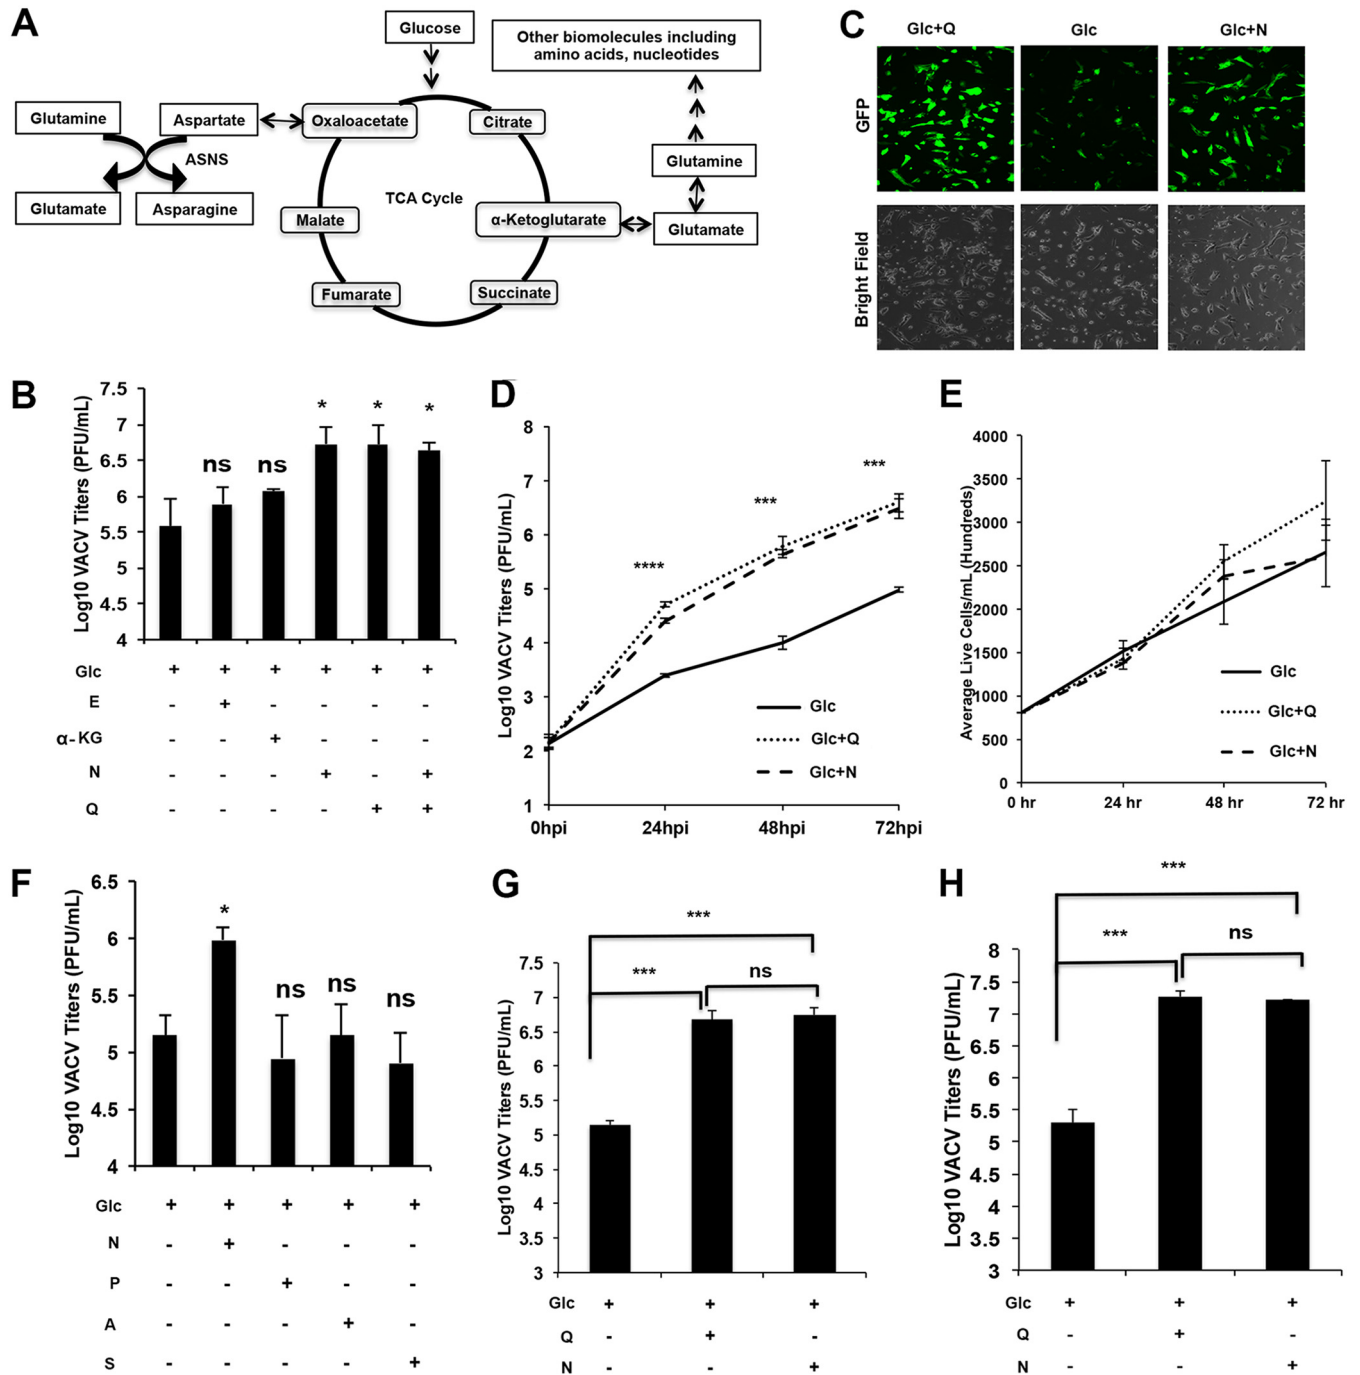 A
Glucose
Other biomolecules including
amino acids, nucleotides
Glutamine
Aspartate
Oxaloacetate
Citrate
ASNS
Glutamine
TCA Cycle
Glutamate
Asparagine
Malate
α-Ketoglutarate
Glutamate
Fumarate
Succinate
C
Glc+Q
Glc
Glc+N
GFP
Bright Field
B
Log10 VACV Titers (PFU/mL)
7.5
7
6.5
6
5.5
5
4.5
4
ns
ns
*
*
*
Glc + + + + + +
E - + - - - -
α-KG - - + - - -
N - - - + - +
Q - - - - + +
D
Log10 VACV Titers (PFU/mL)
8
7
6
5
4
3
2
1
****
***
***
Glc
Glc+Q
Glc+N
0hpi 24hpi 48hpi 72hpi
E
Average Live Cells/mL (Hundreds)
4000
3500
3000
2500
2000
1500
1000
500
0
Glc
Glc+Q
Glc+N
0 hr 24 hr 48 hr 72 hr
F
Log10 VACV Titers (PFU/mL)
6.5
6
5.5
5
4.5
4
*
ns
ns
ns
Glc + + + + +
N - + - - -
P - - + - -
A - - - + -
S - - - - +
G
Log10 VACV Titers (PFU/mL)
***
***
ns
7.5
7
6.5
6
5.5
5
4.5
4
3.5
3
Glc + + +
Q - + -
N - - +
H
Log10 VACV Titers (PFU/mL)
***
***
ns
8
7.5
7
6.5
6
5.5
5
4.5
4
3.5
3
Glc + + +
Q - + -
N - - +